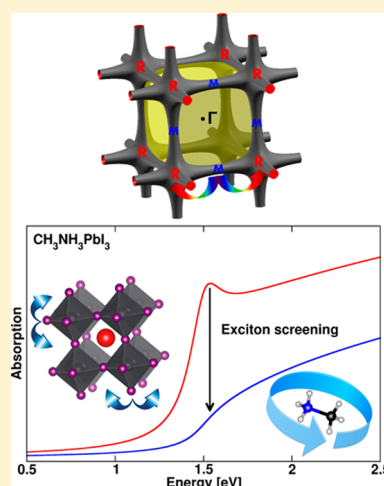 R
R
R
R
M
M
·Γ
M
R
R
R
M
CH3NH3PbI3
Absorption
Exciton screening
0.5
1
1.5
2
2.5
Energy [eV]